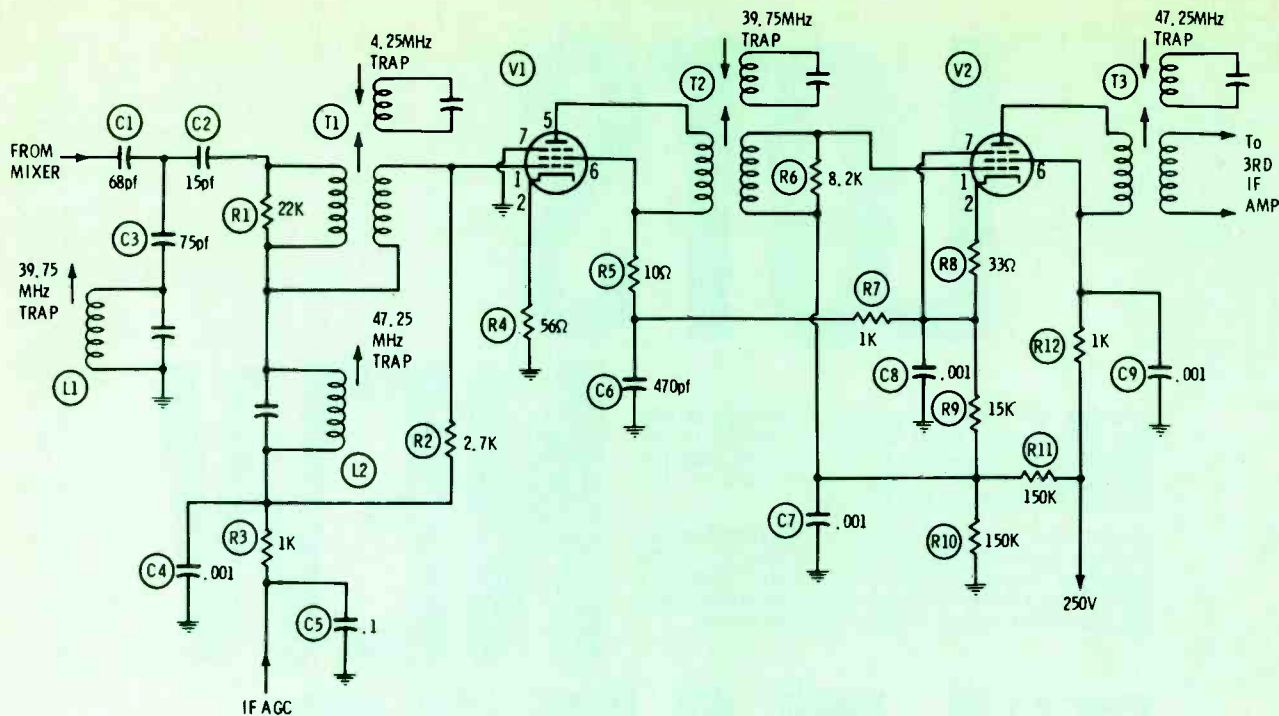 4.25MHz
TRAP
39.75MHz
TRAP
47.25MHz
TRAP
V1
V2
T1
T2
T3
C1
C2
FROM
MIXER
68pf
15pf
5
7
1
2
6
7
1
2
6
To
3RD
IF
AMP
R1
22K
R6
8.2K
C3
75pf
39.75
MHz
TRAP
L1
R5
10Ω
R8
33Ω
R7
1K
R4
56Ω
47.25
MHz
TRAP
R12
1K
C9
.001
C6
470pf
C8
.001
R9
15K
R2
2.7K
L2
R11
150K
R3
1K
C7
.001
R10
150K
C4
.001
C5
.1
250V
IF AGC